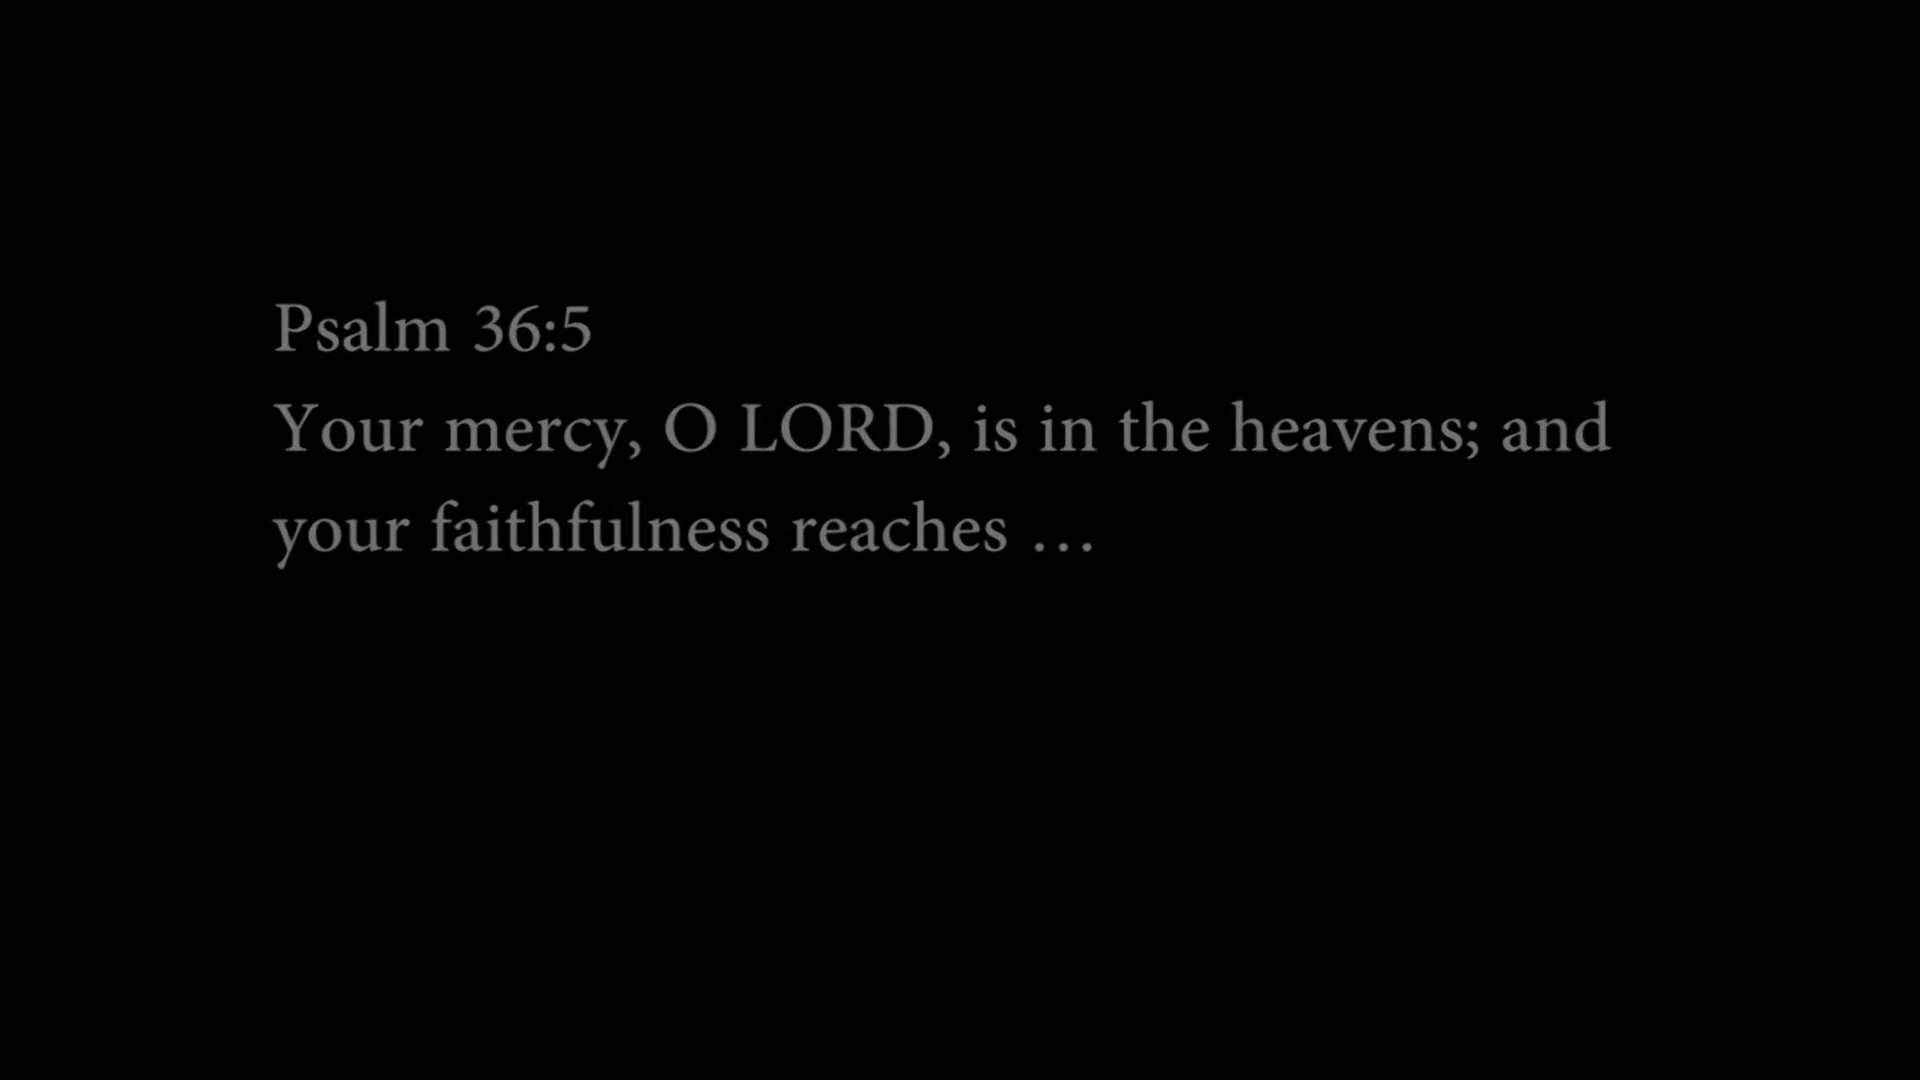 Psalm 36:5
Your mercy, O LORD, is in the heavens; and
your faithfulness reaches …